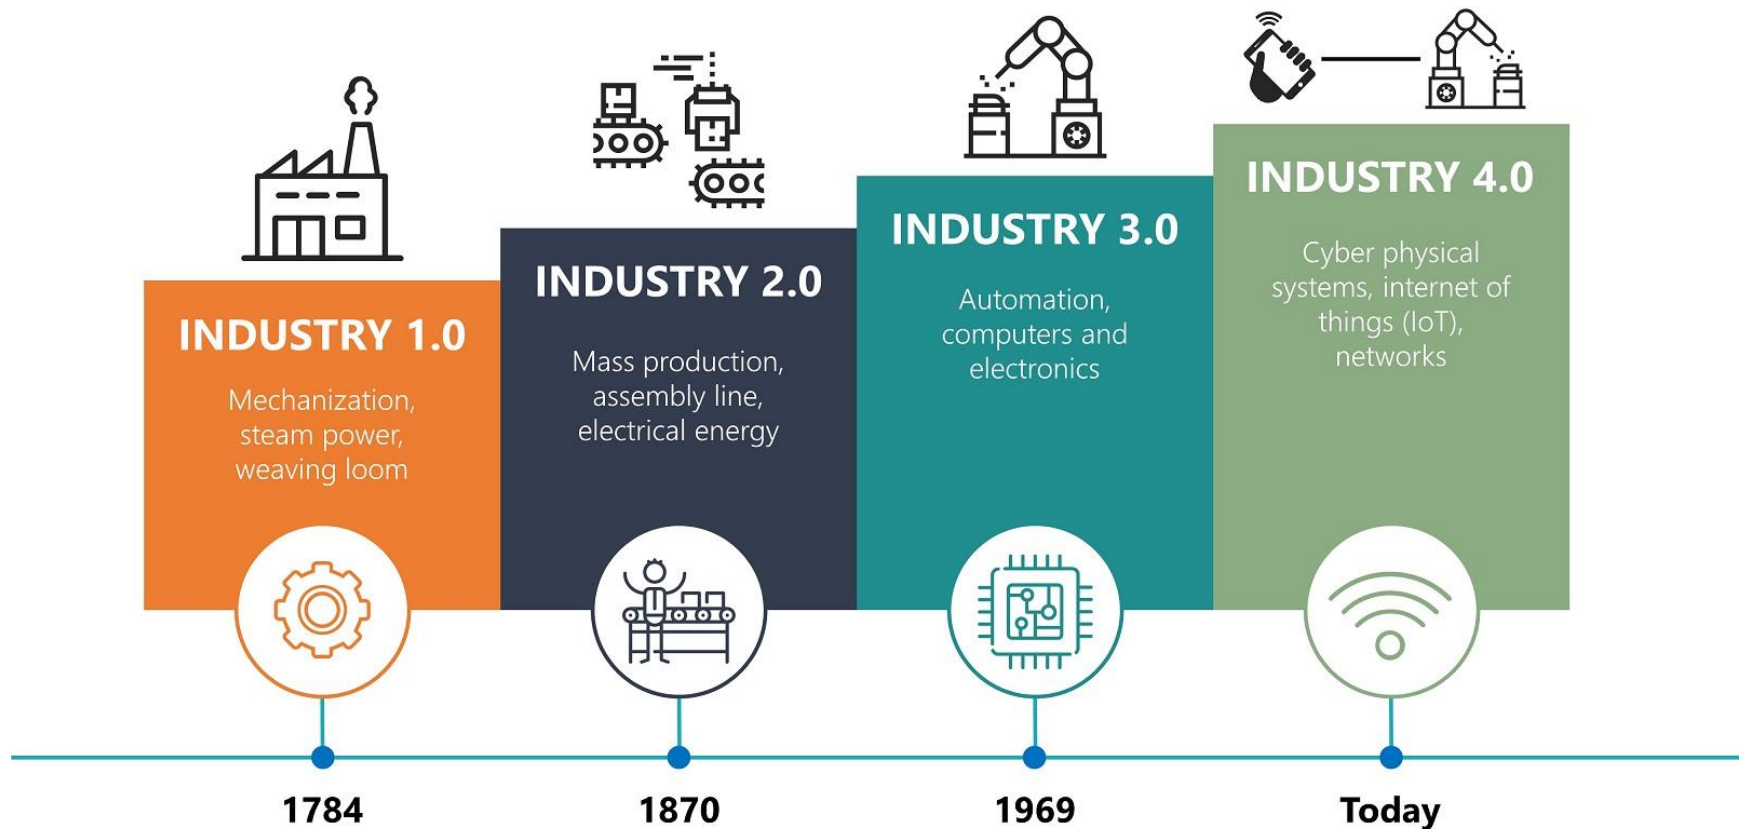 INDUSTRY 1.0
Mechanization,
steam power,
weaving loom
1784
INDUSTRY 2.0
Mass production,
assembly line,
electrical energy
1870
INDUSTRY 3.0
Automation,
computers and
electronics
1969
INDUSTRY 4.0
Cyber physical
systems, internet of
things (IoT),
networks
Today